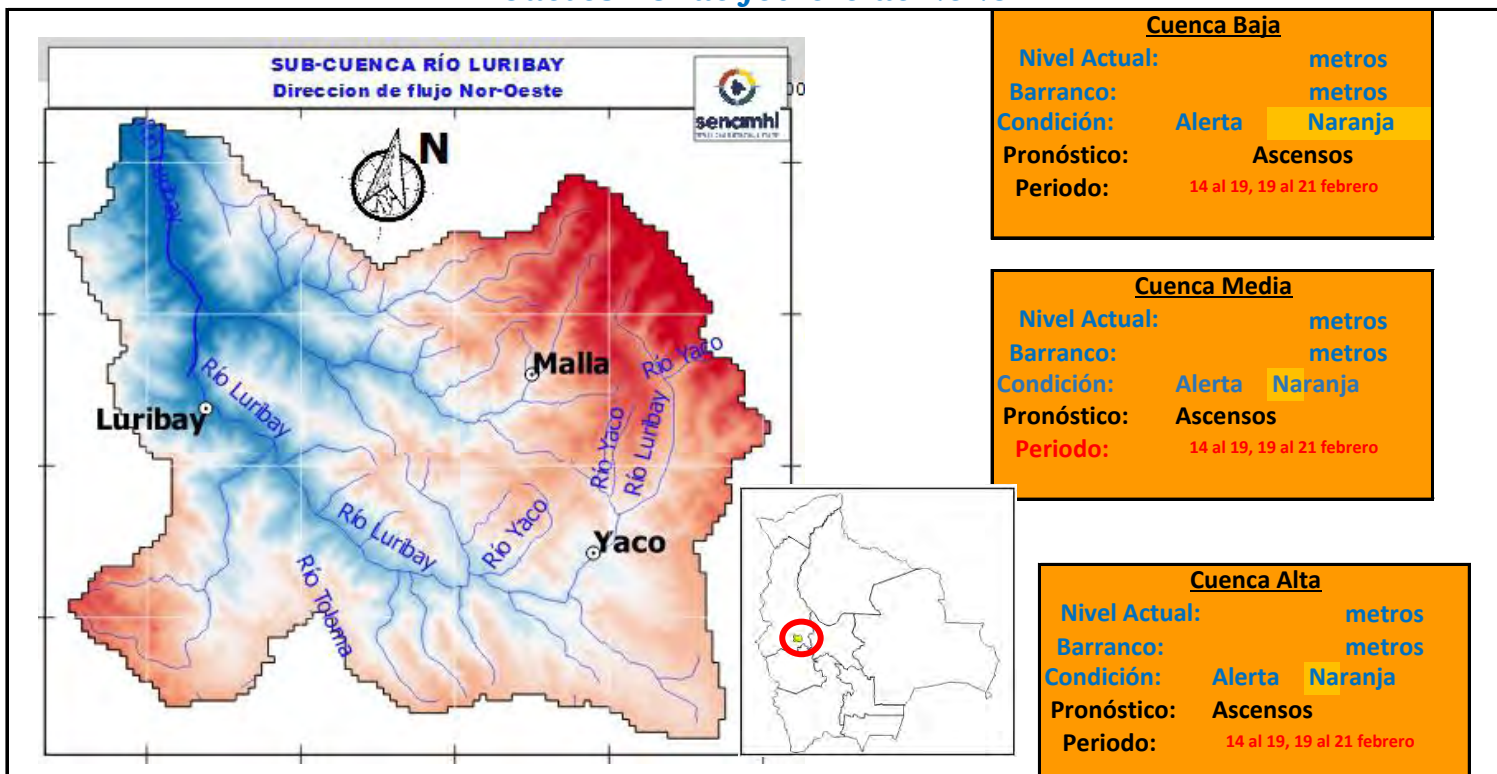 SUB-CUENCA RÍO LURIBAY
Direccion de flujo Nor-Oeste
senamhi
00
N
Río Luribay
Malla
Río Yaco
Luribay
Río Luribay
Río Yaco
Río Luribay
Río Luribay
Río Yaco
Yaco
Río Tolama
Cuenca Baja
Nivel Actual: metros
Barranco: metros
Condición: Alerta Naranja
Pronóstico: Ascensos
Periodo: 14 al 19, 19 al 21 febrero
Cuenca Media
Nivel Actual: metros
Barranco: metros
Condición: Alerta Naranja
Pronóstico: Ascensos
Periodo: 14 al 19, 19 al 21 febrero
Cuenca Alta
Nivel Actual: metros
Barranco: metros
Condición: Alerta Naranja
Pronóstico: Ascensos
Periodo: 14 al 19, 19 al 21 febrero